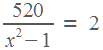 520/(x² − 1) = 2